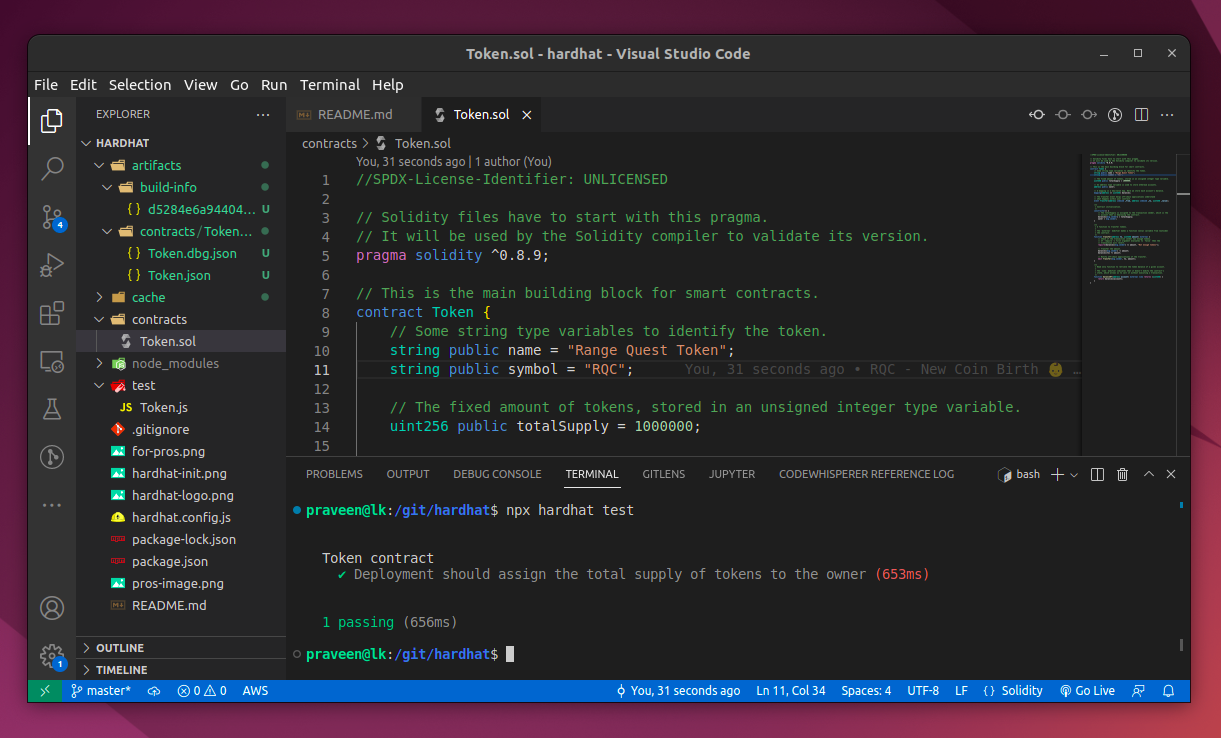 Token.sol - hardhat - Visual Studio Code
File Edit Selection View Go Run Terminal Help
EXPLORER
HARDHAT
artifacts
build-info
d5284e6a94404... U
contracts / Token...
Token.dbg.json U
Token.json U
cache
contracts
Token.sol
node_modules
test
JS Token.js
.gitignore
for-pros.png
hardhat-init.png
hardhat-logo.png
hardhat.config.js
package-lock.json
package.json
pros-image.png
README.md
OUTLINE
TIMELINE
4
1
README.md Token.sol
contracts > Token.sol
You, 31 seconds ago | 1 author (You)
1 //SPDX-License-Identifier: UNLICENSED
2
3 // Solidity files have to start with this pragma.
4 // It will be used by the Solidity compiler to validate its version.
5 pragma solidity ^0.8.9;
6
7 // This is the main building block for smart contracts.
8 contract Token {
9 // Some string type variables to identify the token.
10 string public name = "Range Quest Token";
11 string public symbol = "RQC"; You, 31 seconds ago • RQC - New Coin Birth 👶 …
12
13 // The fixed amount of tokens, stored in an unsigned integer type variable.
14 uint256 public totalSupply = 1000000;
15
PROBLEMS OUTPUT DEBUG CONSOLE TERMINAL GITLENS JUPYTER CODEWHISPERER REFERENCE LOG bash
praveen@lk:/git/hardhat$ npx hardhat test
Token contract
✔ Deployment should assign the total supply of tokens to the owner (653ms)
1 passing (656ms)
praveen@lk:/git/hardhat$
master* 0 0 AWS You, 31 seconds ago Ln 11, Col 34 Spaces: 4 UTF-8 LF {} Solidity Go Live